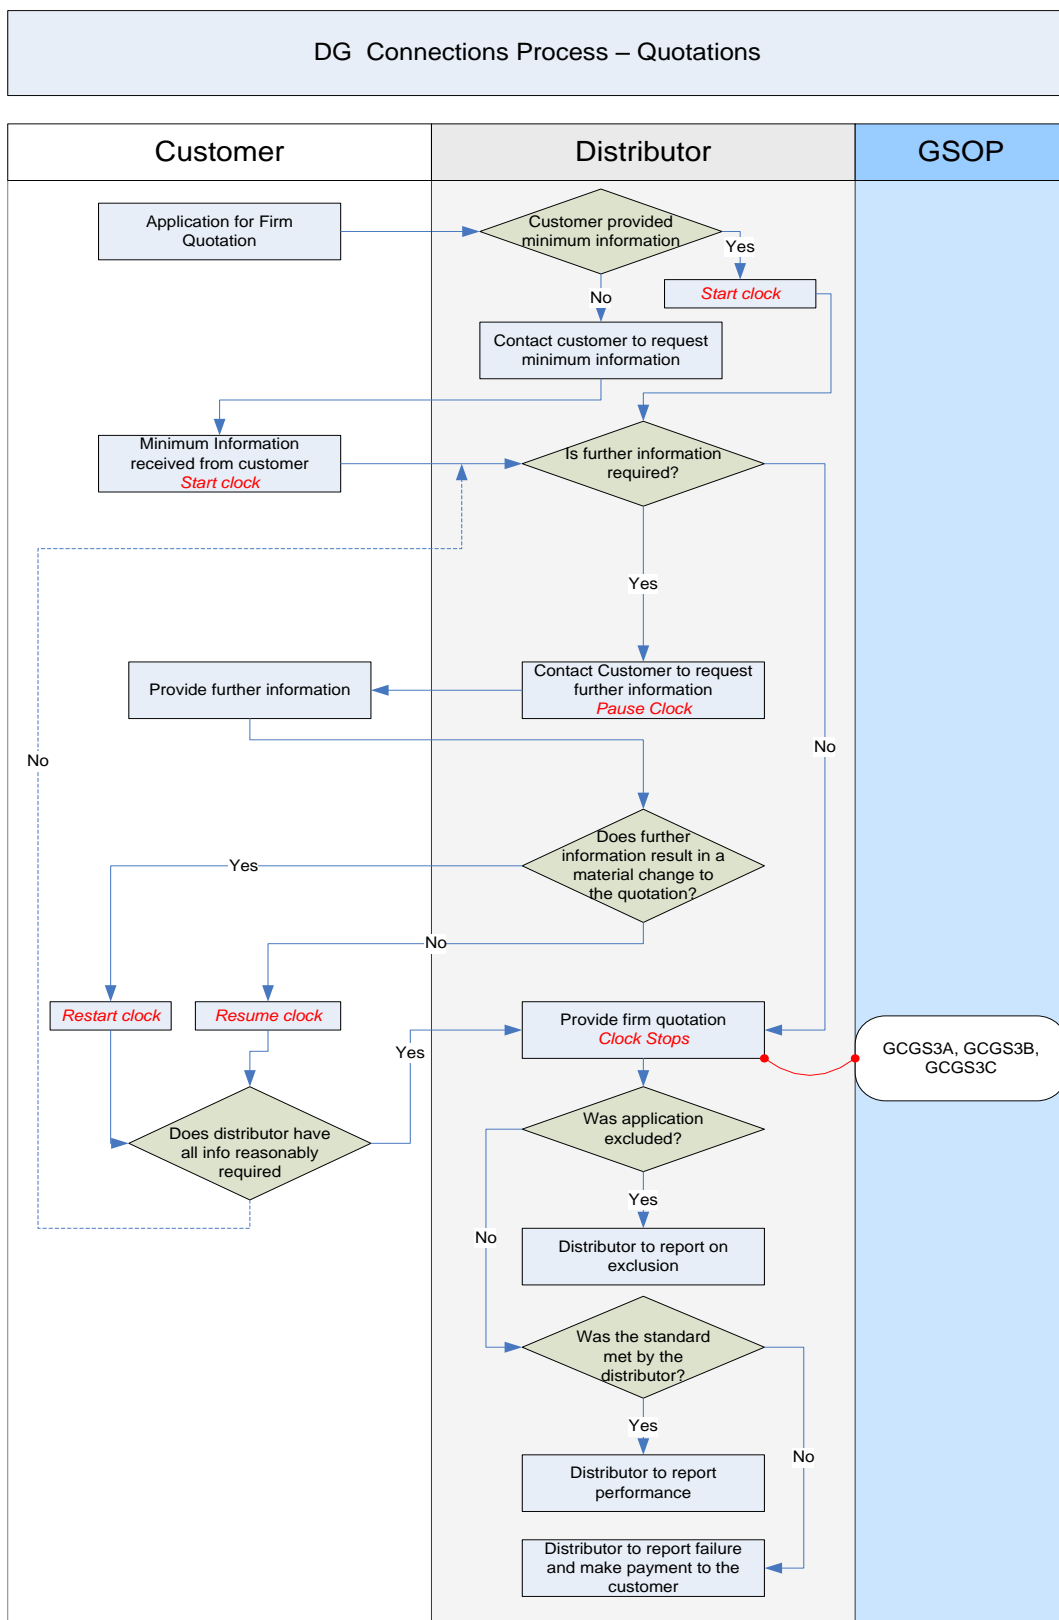 DG  Connections Process – Quotations
Customer
Distributor
GSOP
Application for Firm
Quotation
Customer provided
minimum information
Yes
Start clock
No
Contact customer to request
minimum information
Minimum Information
received from customer
Start clock
Is further information
required?
Yes
Provide further information
Contact Customer to request
further information
Pause Clock
No
No
Does further
information result in a
material change to
the quotation?
Yes
No
Restart clock
Resume clock
Yes
Provide firm quotation
Clock Stops
GCGS3A, GCGS3B,
GCGS3C
Does distributor have
all info reasonably
required
Was application
excluded?
Yes
No
Distributor to report on
exclusion
Was the standard
met by the
distributor?
Yes
No
Distributor to report
performance
Distributor to report failure
and make payment to the
customer